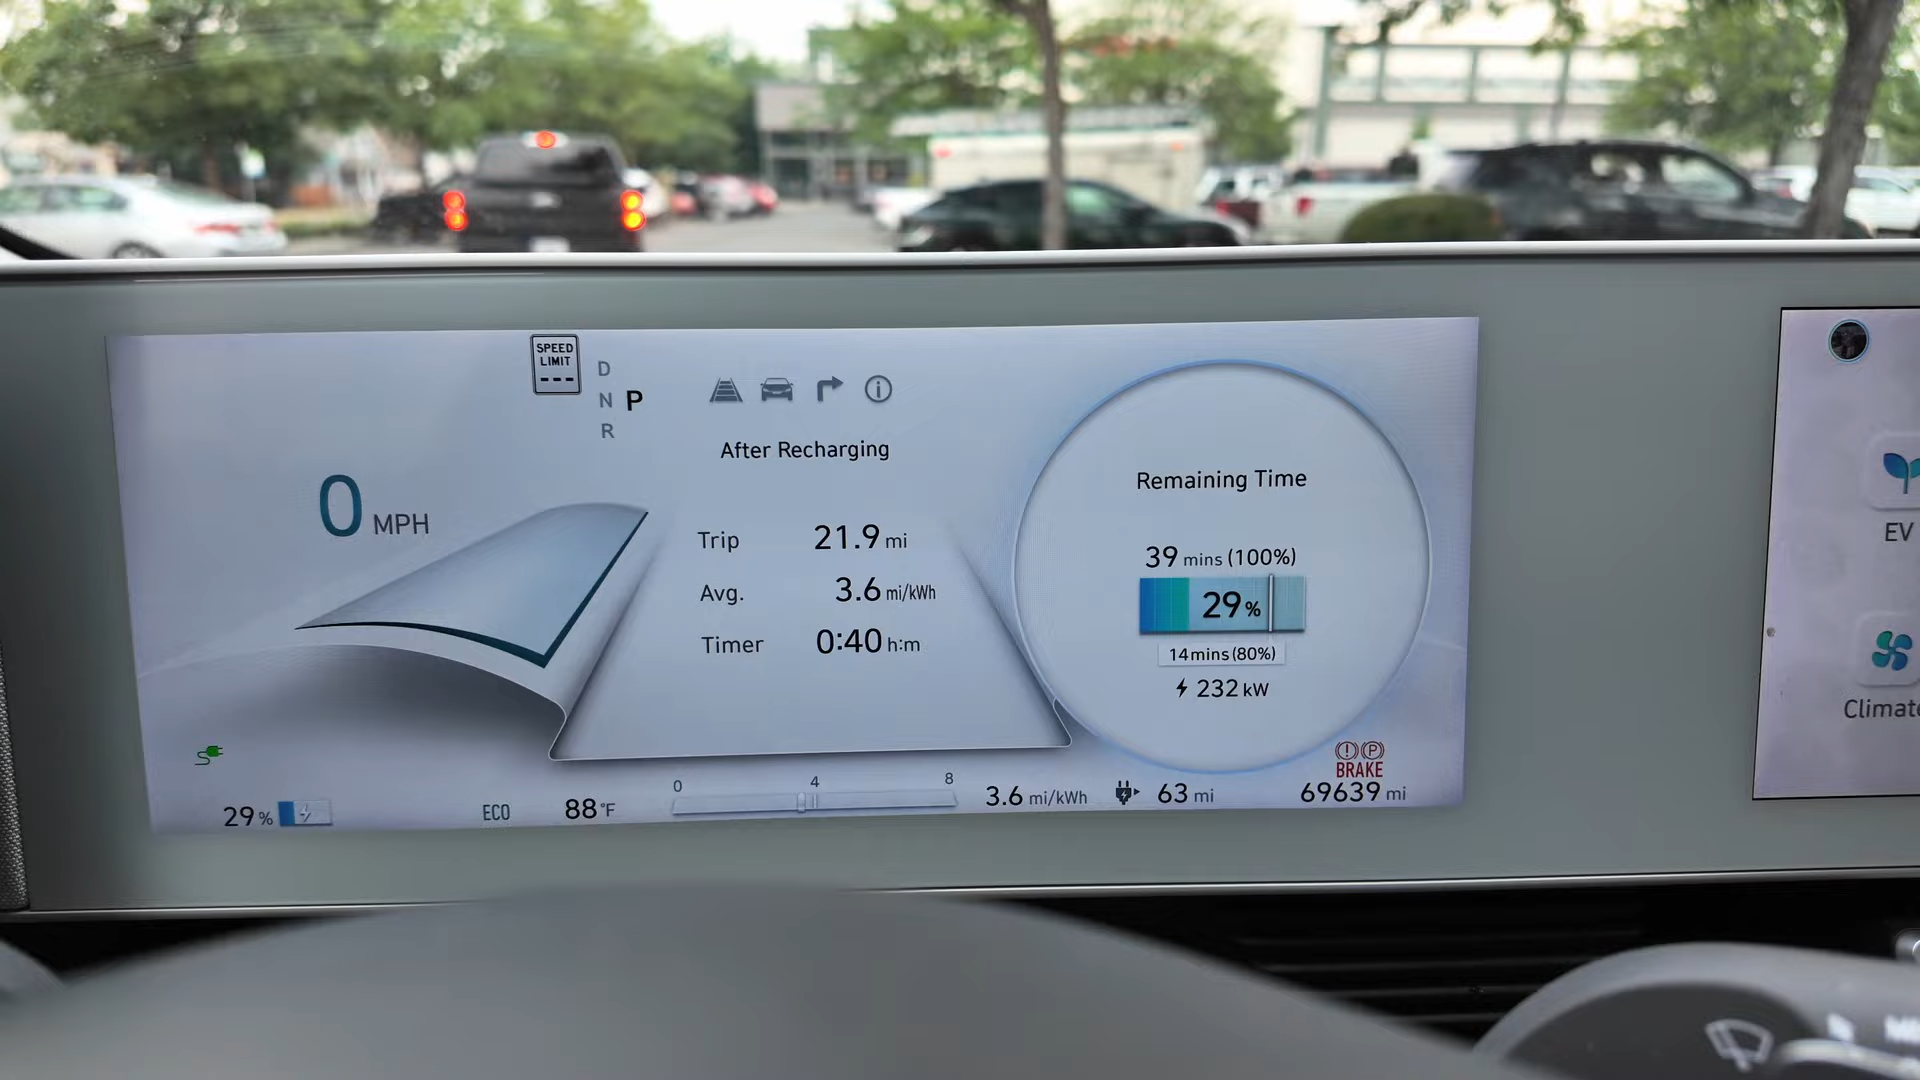 SPEED
LIMIT
---
D
N P
R
After Recharging
0 MPH
Trip 21.9 mi
Avg. 3.6 mi/kWh
Timer 0:40 h:m
Remaining Time
39 mins (100%)
29%
14mins(80%)
232 kW
P
BRAKE
29%
ECO
88°F
0 4 8
3.6 mi/kWh
63 mi
69639 mi
EV
Climate